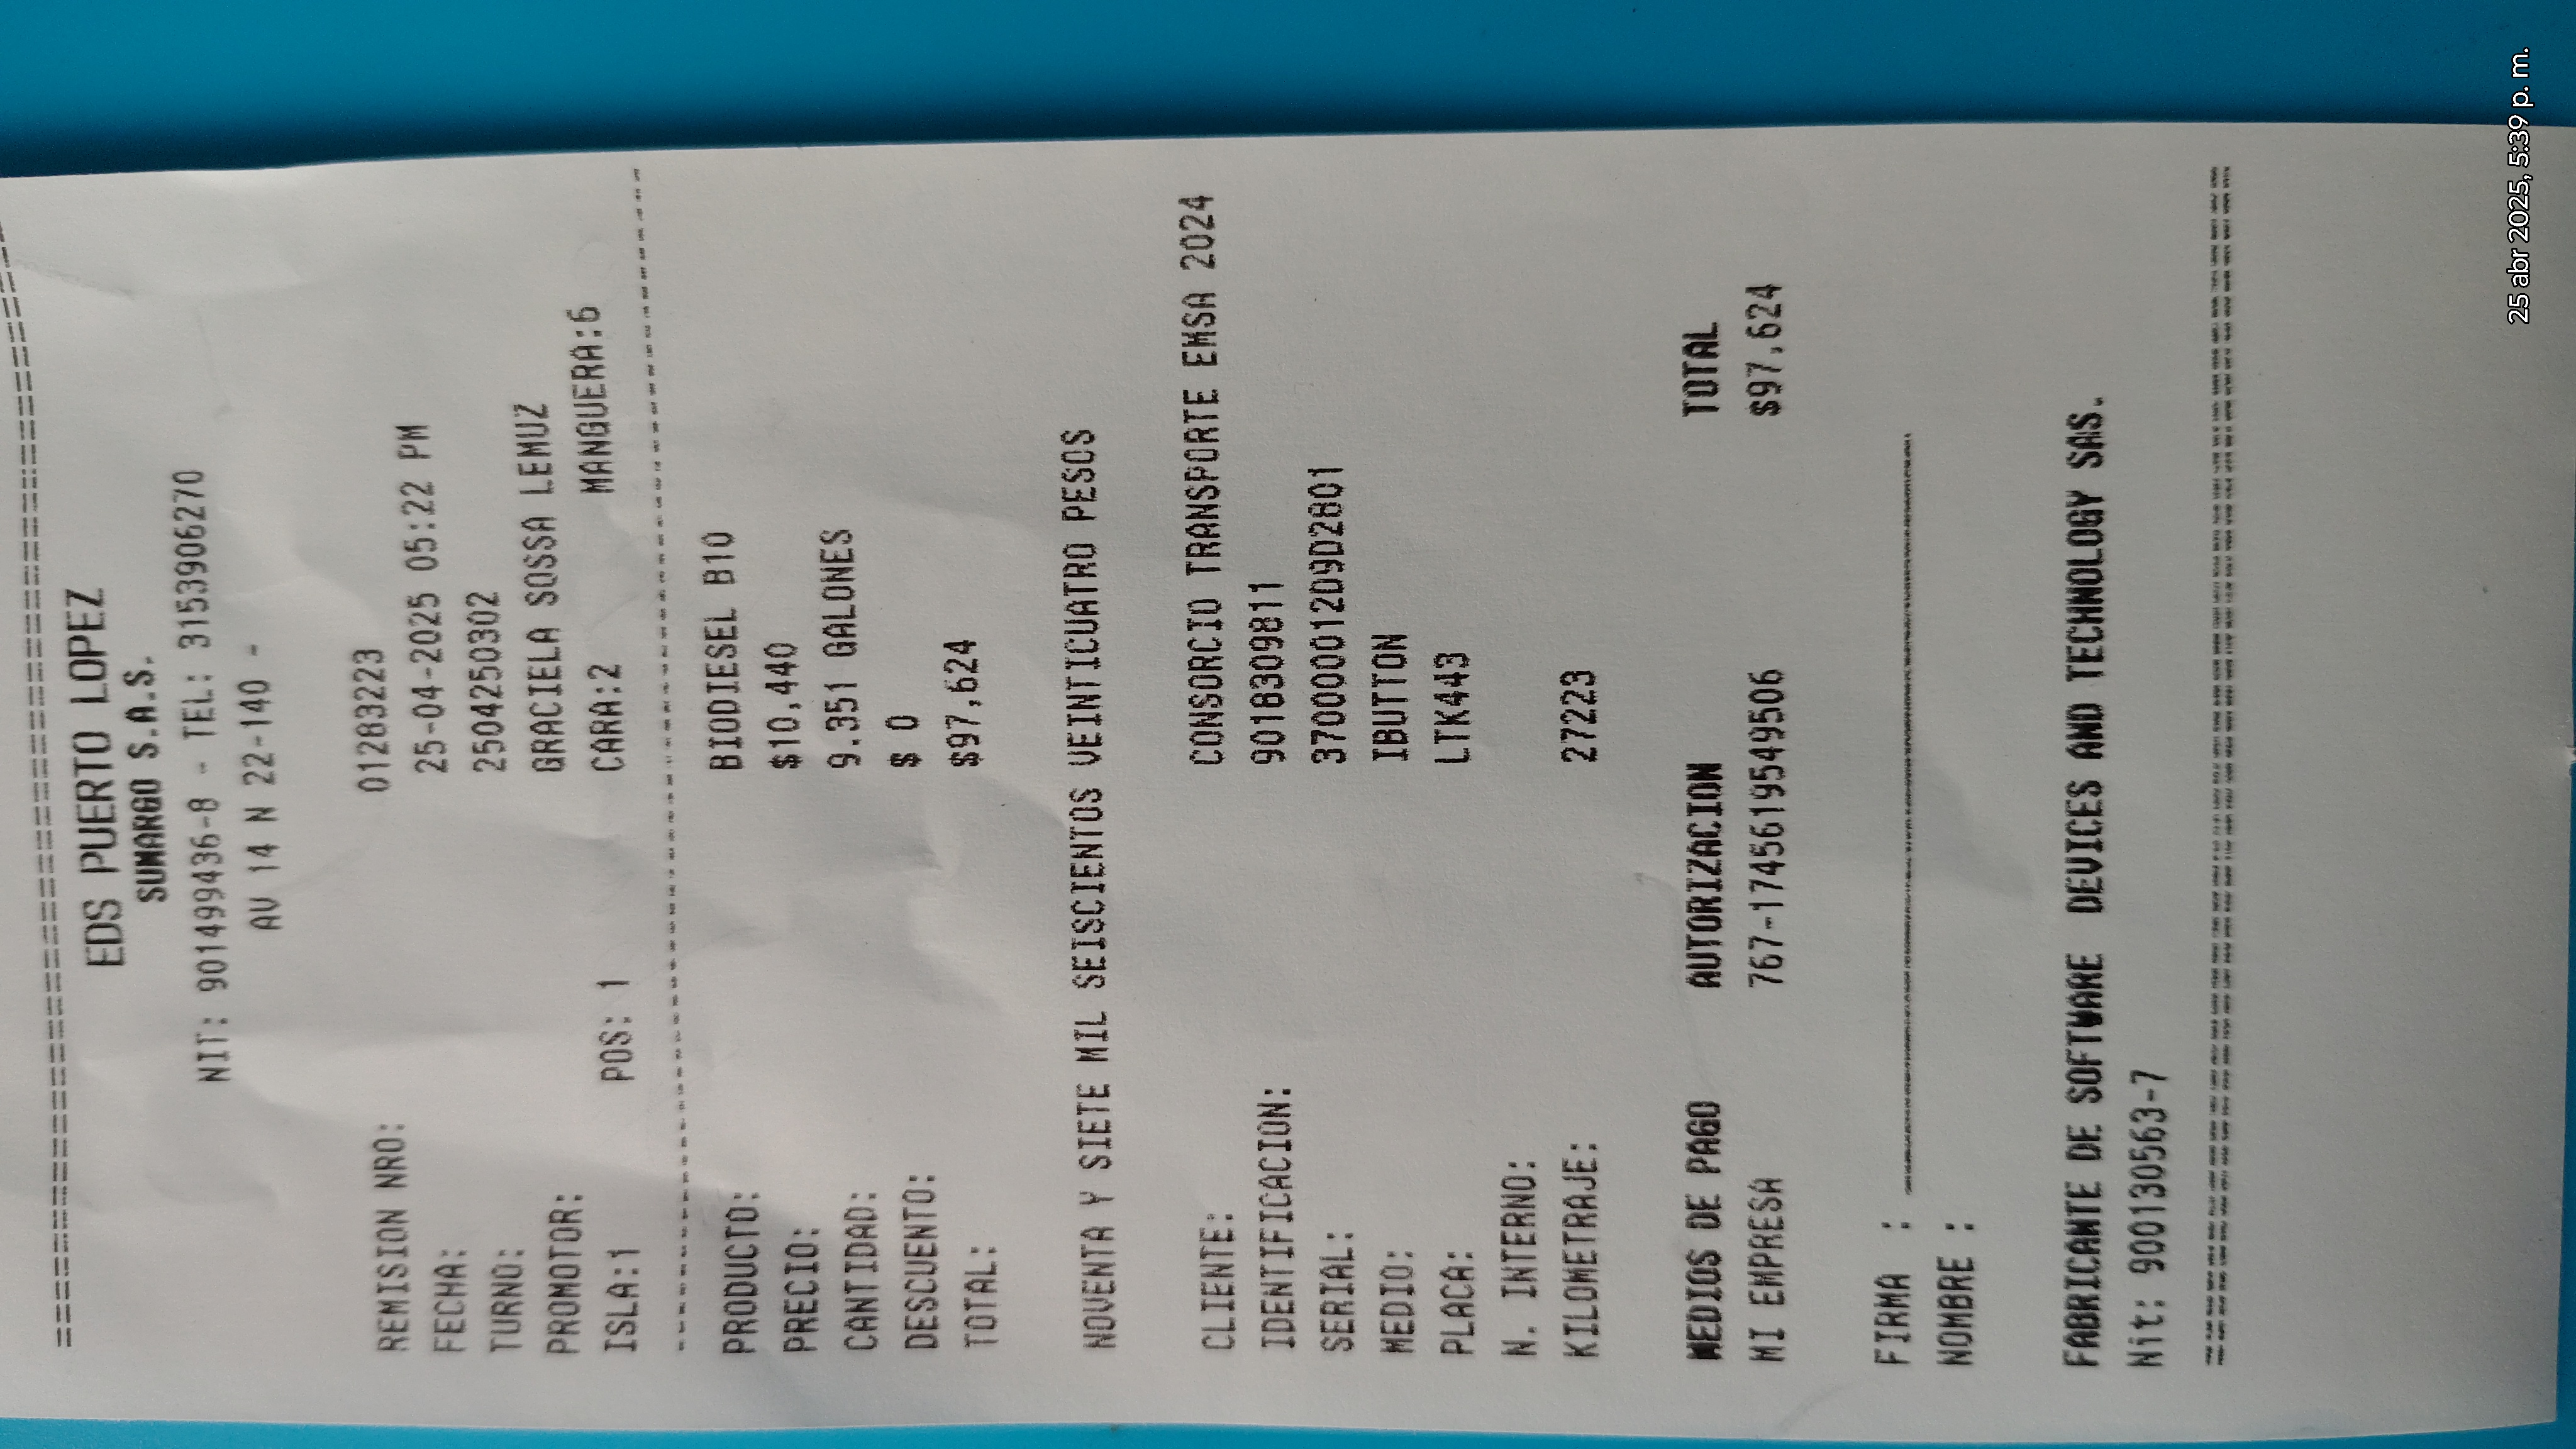 EDS PUERTO LOPEZ
SUMARGO S.A.S.
NIT: 901499436-8 - TEL: 3153906270
AV 14 N 22-140 -
REMISION NRO: 01283223
FECHA: 25-04-2025 05:22 PM
TURNO: 2504250302
PROMOTOR: GRACIELA SOSSA LEMUZ
ISLA:1 POS: 1 CARA:2 MANGUERA:6
PRODUCTO: BIODIESEL B10
PRECIO: $10,440
CANTIDAD: 9.351 GALONES
DESCUENTO: $ 0
TOTAL: $97,624
NOVENTA Y SIETE MIL SEISCIENTOS VEINTICUATRO PESOS
CLIENTE: CONSORCIO TRANSPORTE EMSA 2024
IDENTIFICACION: 9018309811
SERIAL: 370000012D9D2801
MEDIO: IBUTTON
PLACA: LTK443
N. INTERNO:
KILOMETRAJE: 27223
MEDIOS DE PAGO AUTORIZACION TOTAL
MI EMPRESA 767-1745619549506 $97,624
FIRMA :
NOMBRE :
FABRICANTE DE SOFTWARE DEVICES AND TECHNOLOGY SAS.
Nit: 900130563-7
25 abr 2025, 5:39 p. m.